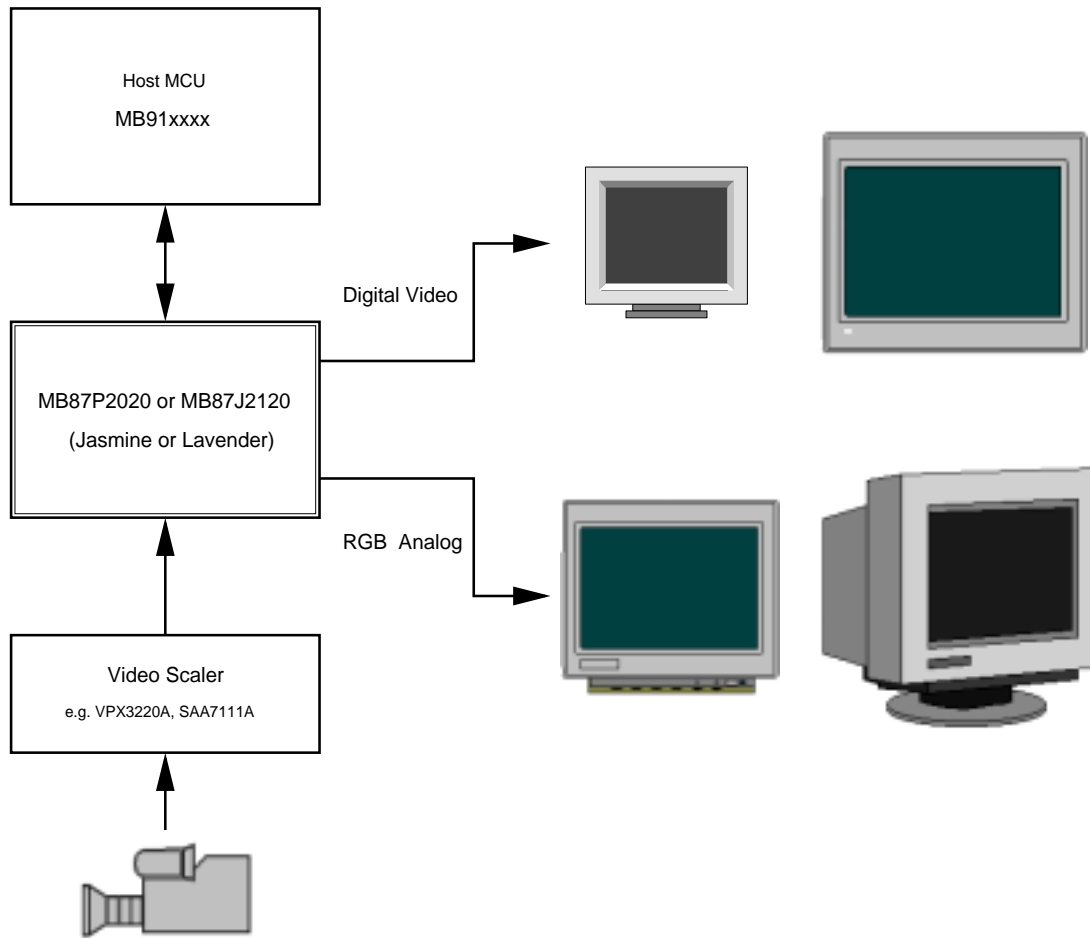 Host MCU
MB91xxxx
Digital Video
MB87P2020 or MB87J2120
(Jasmine or Lavender)
RGB Analog
Video Scaler
e.g. VPX3220A, SAA7111A